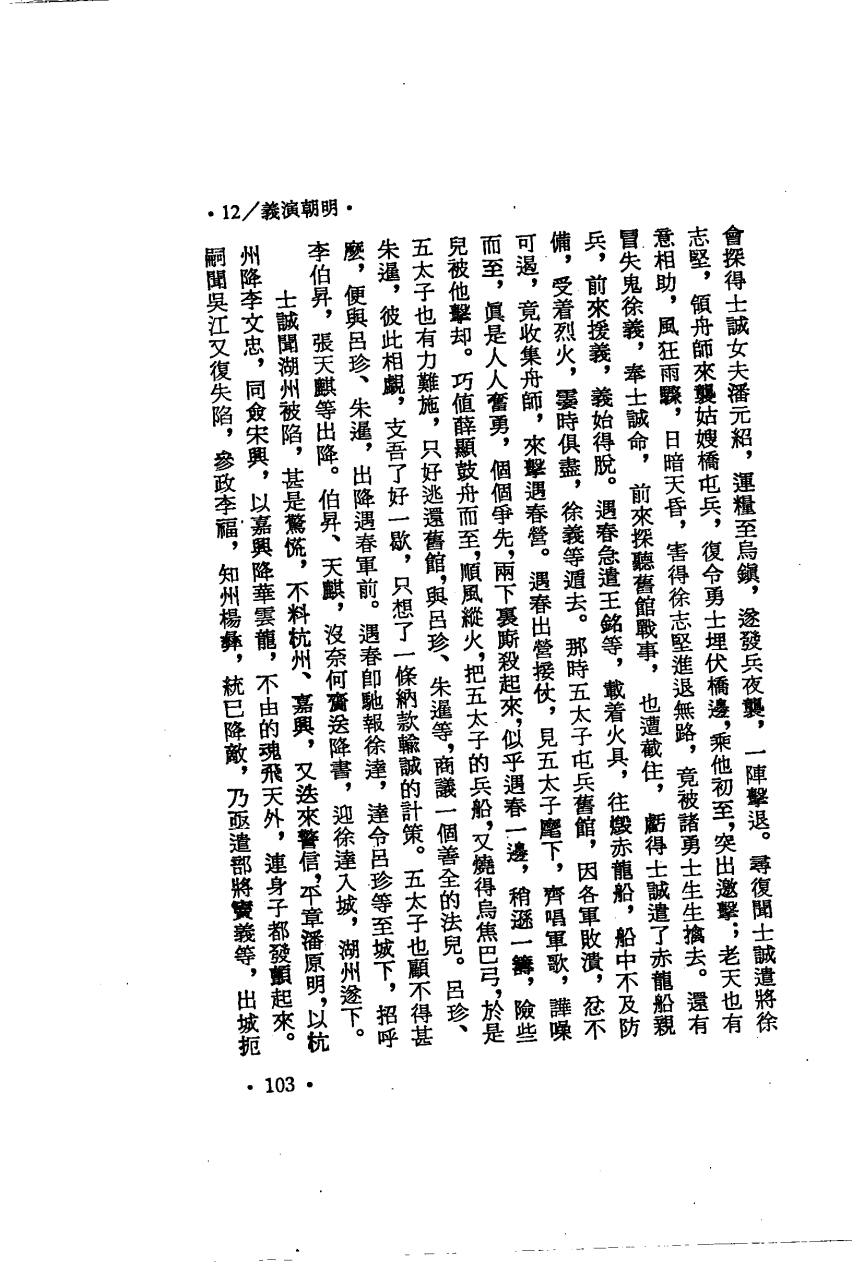 •12／義演朝明•
會探得士誠女夫潘元紹，運糧至烏鎭，遂發兵夜襲，一陣擊退。尋復聞士誠遣將徐
志堅，領舟師來襲姑嫂橋屯兵，復令勇士埋伏橋邊，乘他初至，突出邀擊；老天也有
意相助，風狂雨驟，日暗天昏，害得徐志堅進退無路，竟被諸勇士生生擒去。還有
冒失鬼徐義，奉士誠命，前來探聽舊館戰事，也遭截住，虧得士誠遣了赤龍船親
兵，前來援義，義始得脫。遇春急遣王銘等，載着火具，往燬赤龍船，船中不及防
備，受着烈火，霎時俱盡，徐義等遁去。那時五太子屯兵舊館，因各軍敗潰，忿不
可遏，竟收集舟師，來擊遇春營。遇春出營接仗，見五太子麾下，齊唱軍歌，譁噪
而至，眞是人人奮勇，個個爭先，兩下裏廝殺起來，似乎遇春一邊，稍遜一籌，險些
兒被他擊却。巧值薛顯鼓舟而至，順風縱火，把五太子的兵船，又燒得烏焦巴弓，於是
五太子也有力難施，只好逃還舊館，與呂珍、朱暹等，商議一個善全的法兒。呂珍、
朱暹，彼此相覷，支吾了好一歇，只想了一條納款輸誠的計策。五太子也顧不得甚
麼，便與呂珍、朱暹，出降遇春軍前。遇春卽馳報徐達，達令呂珍等至城下，招呼
李伯昇，張天麒等出降。伯昇、天麒，沒奈何齎送降書，迎徐達入城，湖州遂下。
士誠聞湖州被陷，甚是驚慌，不料杭州、嘉興，又迭來警信，平章潘原明，以杭
州降李文忠，同僉宋興，以嘉興降華雲龍，不由的魂飛天外，連身子都發顫起來。
嗣聞吳江又復失陷，參政李福，知州楊彝，統已降敵，乃亟遣部將竇義等，出城扼
•103•